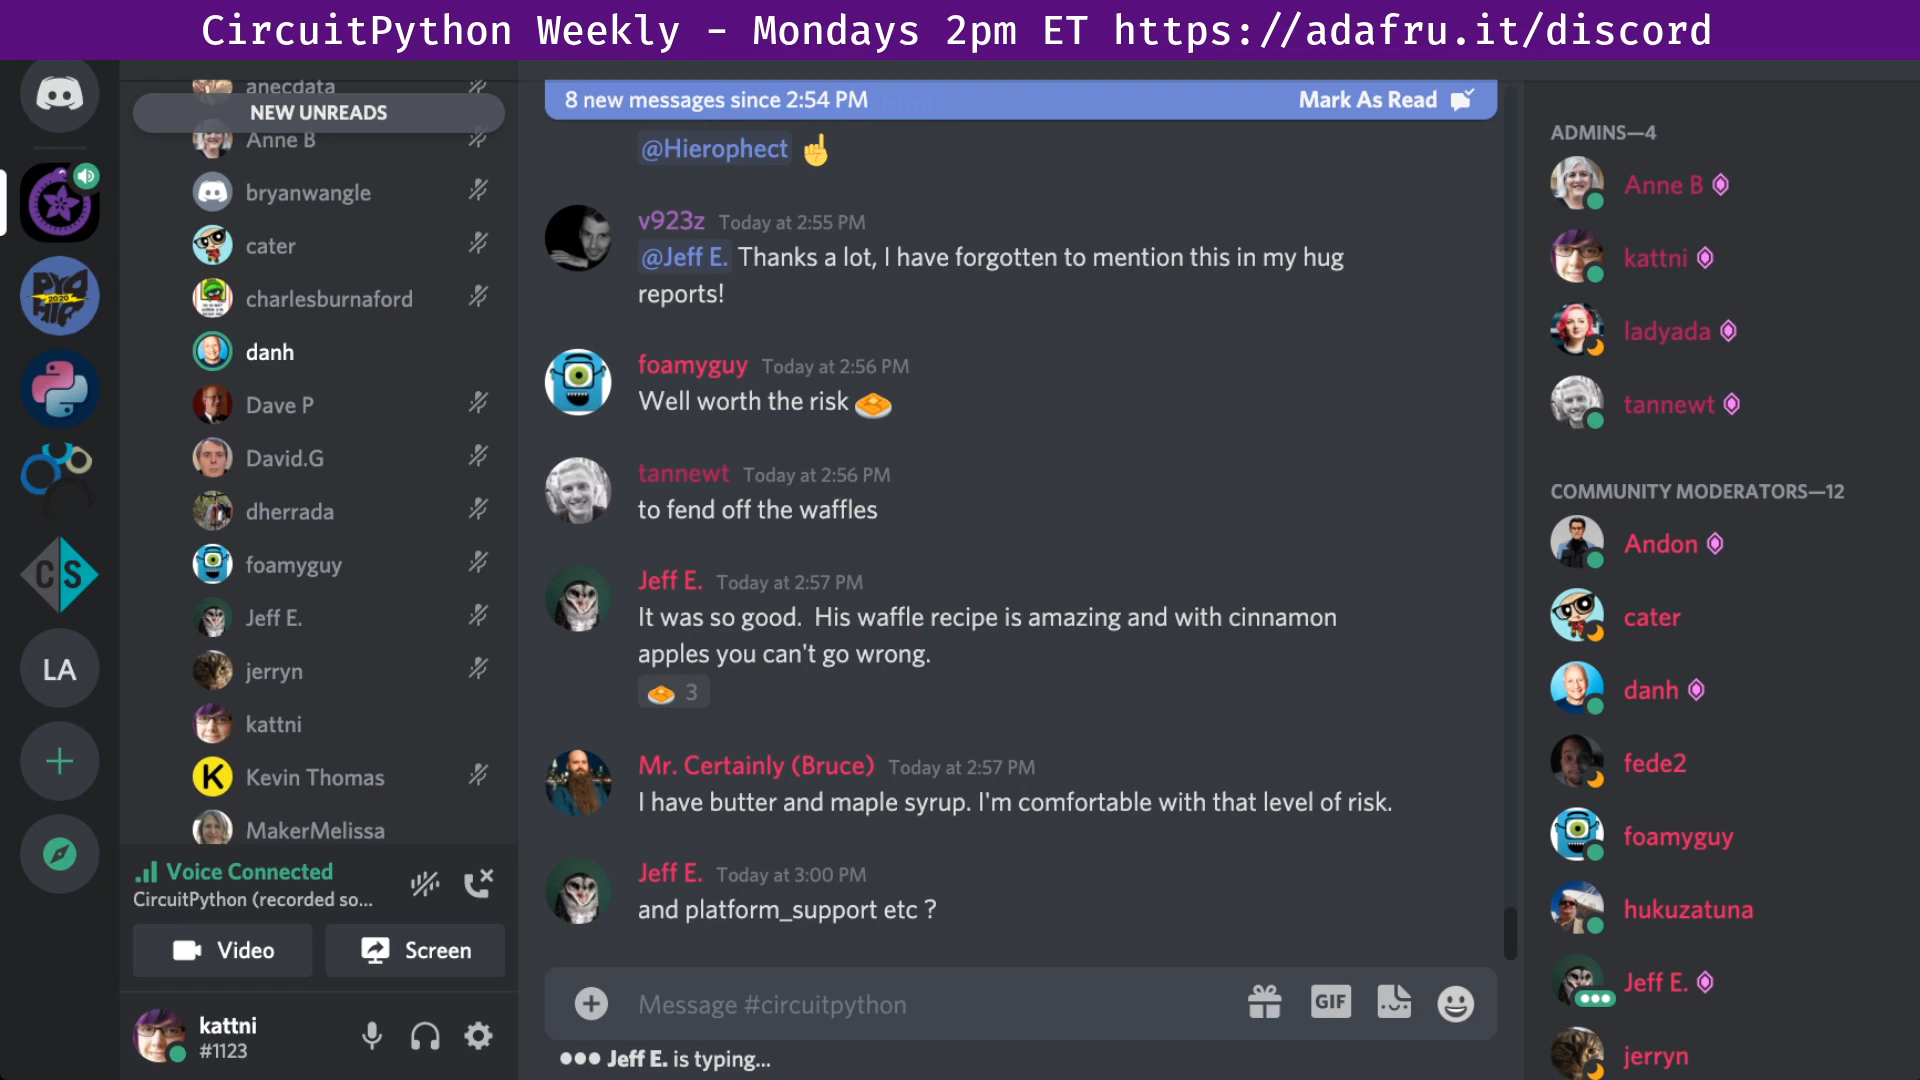 CircuitPython Weekly - Mondays 2pm ET https://adafru.it/discord
anecdata
NEW UNREADS
Anne B
bryanwangle
cater
charlesburnaford
danh
Dave P
David.G
dherrada
foamyguy
Jeff E.
jerryn
kattni
Kevin Thomas
MakerMelissa
Voice Connected
CircuitPython (recorded so...
Video
Screen
kattni
#1123
PYOHIO
2020
CS
LA
K
8 new messages since 2:54 PM
Mark As Read
@Hierophect
v923z Today at 2:55 PM
@Jeff E. Thanks a lot, I have forgotten to mention this in my hug
reports!
foamyguy Today at 2:56 PM
Well worth the risk
tannewt Today at 2:56 PM
to fend off the waffles
Jeff E. Today at 2:57 PM
It was so good.  His waffle recipe is amazing and with cinnamon
apples you can't go wrong.
3
Mr. Certainly (Bruce) Today at 2:57 PM
I have butter and maple syrup. I'm comfortable with that level of risk.
Jeff E. Today at 3:00 PM
and platform_support etc ?
Message #circuitpython
GIF
Jeff E. is typing...
ADMINS—4
Anne B
kattni
ladyada
tannewt
COMMUNITY MODERATORS—12
Andon
cater
danh
fede2
foamyguy
hukuzatuna
Jeff E.
jerryn